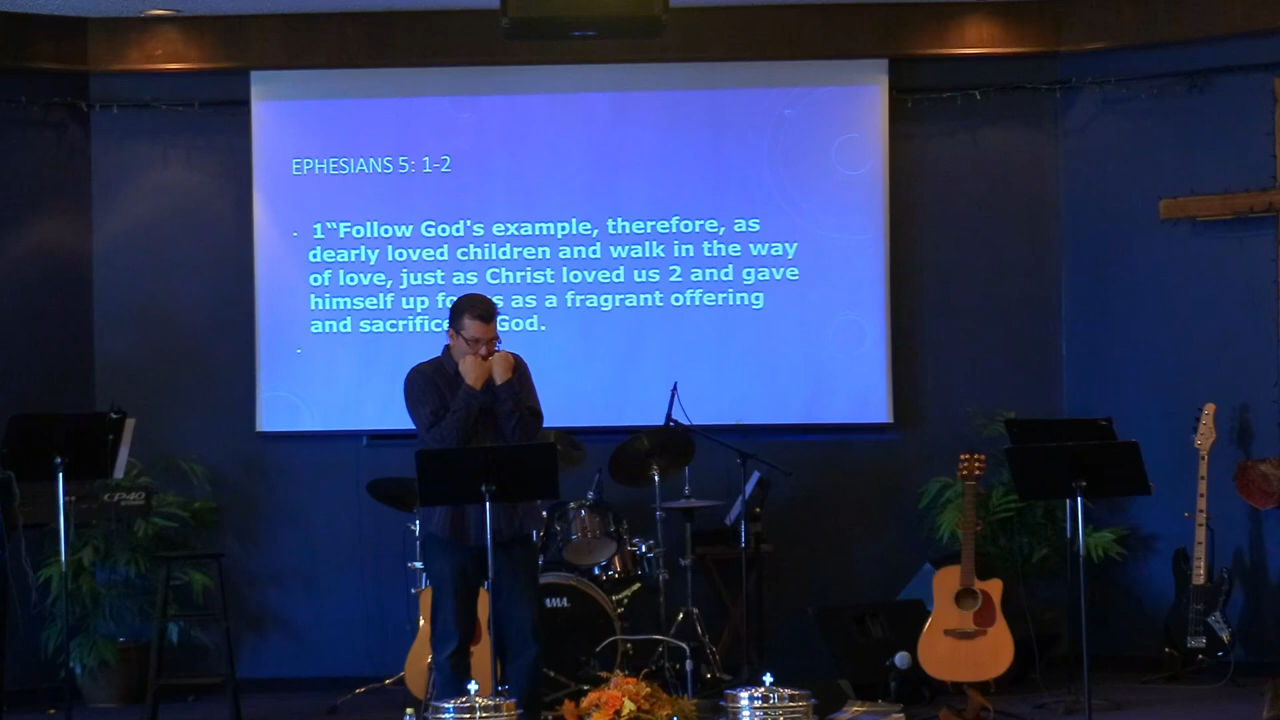 EPHESIANS 5: 1-2
1“Follow God's example, therefore, as
dearly loved children and walk in the way
of love, just as Christ loved us 2 and gave
himself up as a fragrant offering
and sacrifice God.
CP40
TAMA